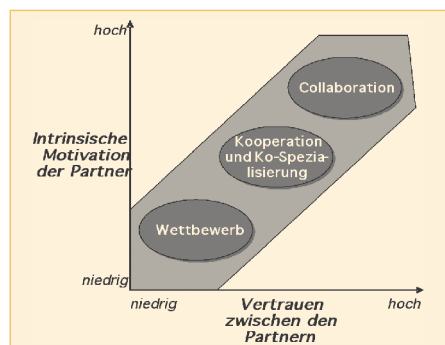 hoch
Collaboration
Intrinsische
Motivation
der Partner
Kooperation
und Ko-Spezia-
lisierung
Wettbewerb
niedrig
niedrig
Vertrauen
zwischen den
Partnern
hoch